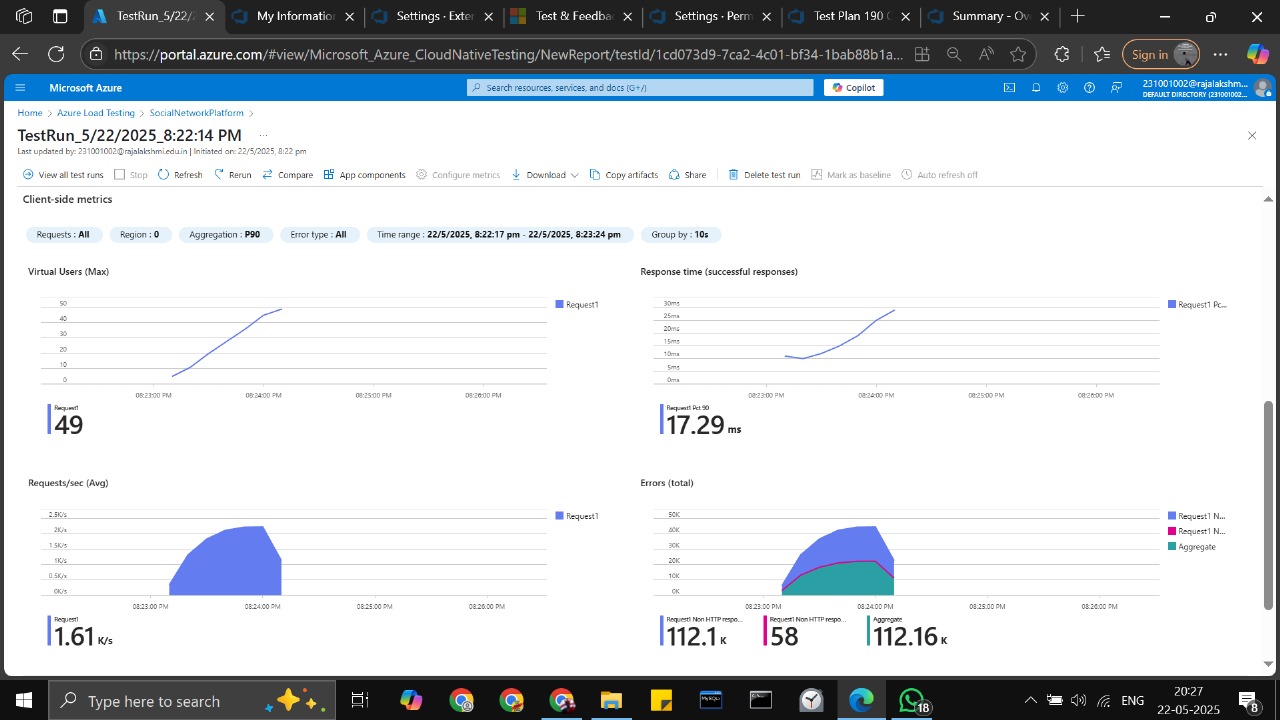 TestRun_5/22/
My Informatio
Settings · Exter
Test & Feedba
Settings · Perm
Test Plan 190 C
Summary - Ov
https://portal.azure.com/#view/Microsoft_Azure_CloudNativeTesting/NewReport/testId/1cd073d9-7ca2-4c01-bf34-1bab88b1a...
Sign in
Microsoft Azure
Search resources, services, and docs (G+/)
Copilot
231001002@rajalakshm...
DEFAULT DIRECTORY (231001002...
Home > Azure Load Testing > SocialNetworkPlatform >
TestRun_5/22/2025_8:22:14 PM ...
Last updated by: 231001002@rajalakshmi.edu.in | Initiated on: 22/5/2025, 8:22 pm
View all test runs Stop Refresh Rerun Compare App components Configure metrics Download Copy artifacts Share Delete test run Mark as baseline Auto refresh off
Client-side metrics
Requests : All Region : 0 Aggregation : P90 Error type : All Time range : 22/5/2025, 8:22:17 pm - 22/5/2025, 8:23:24 pm Group by : 10s
Virtual Users (Max)
50
40
30
20
10
0
08:23:00 PM 08:24:00 PM 08:25:00 PM 08:26:00 PM
Request1
Request1
49
Response time (successful responses)
30ms
25ms
20ms
15ms
10ms
5ms
0ms
08:23:00 PM 08:24:00 PM 08:25:00 PM 08:26:00 PM
Request1 Pc...
Request1 Pct 90
17.29 ms
Requests/sec (Avg)
2.5K/s
2K/s
1.5K/s
1K/s
0.5K/s
0K/s
08:23:00 PM 08:24:00 PM 08:25:00 PM 08:26:00 PM
Request1
Request1
1.61 K/s
Errors (total)
50K
40K
30K
20K
10K
0K
08:23:00 PM 08:24:00 PM 08:25:00 PM 08:26:00 PM
Request1 N...
Request1 N...
Aggregate
Request1 Non HTTP respo...
112.1 K
Request1 Non HTTP respo...
58
Aggregate
112.16 K
Type here to search
MySQL
18
ENG
20:27
22-05-2025
8